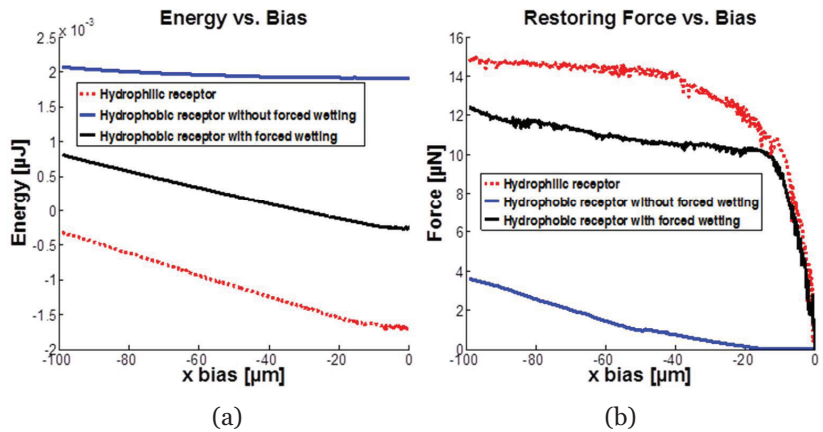 Energy vs. Bias
x 10⁻³
2.5
2
1.5
1
0.5
0
-0.5
-1
-1.5
-2
Energy [µJ]
Hydrophilic receptor
Hydrophobic receptor without forced wetting
Hydrophobic receptor with forced wetting
-100 -80 -60 -40 -20 0
x bias [µm]
(a)
Restoring Force vs. Bias
16
14
12
10
8
6
4
2
0
Force [µN]
Hydrophilic receptor
Hydrophobic receptor without forced wetting
Hydrophobic receptor with forced wetting
-100 -80 -60 -40 -20 0
x bias [µm]
(b)